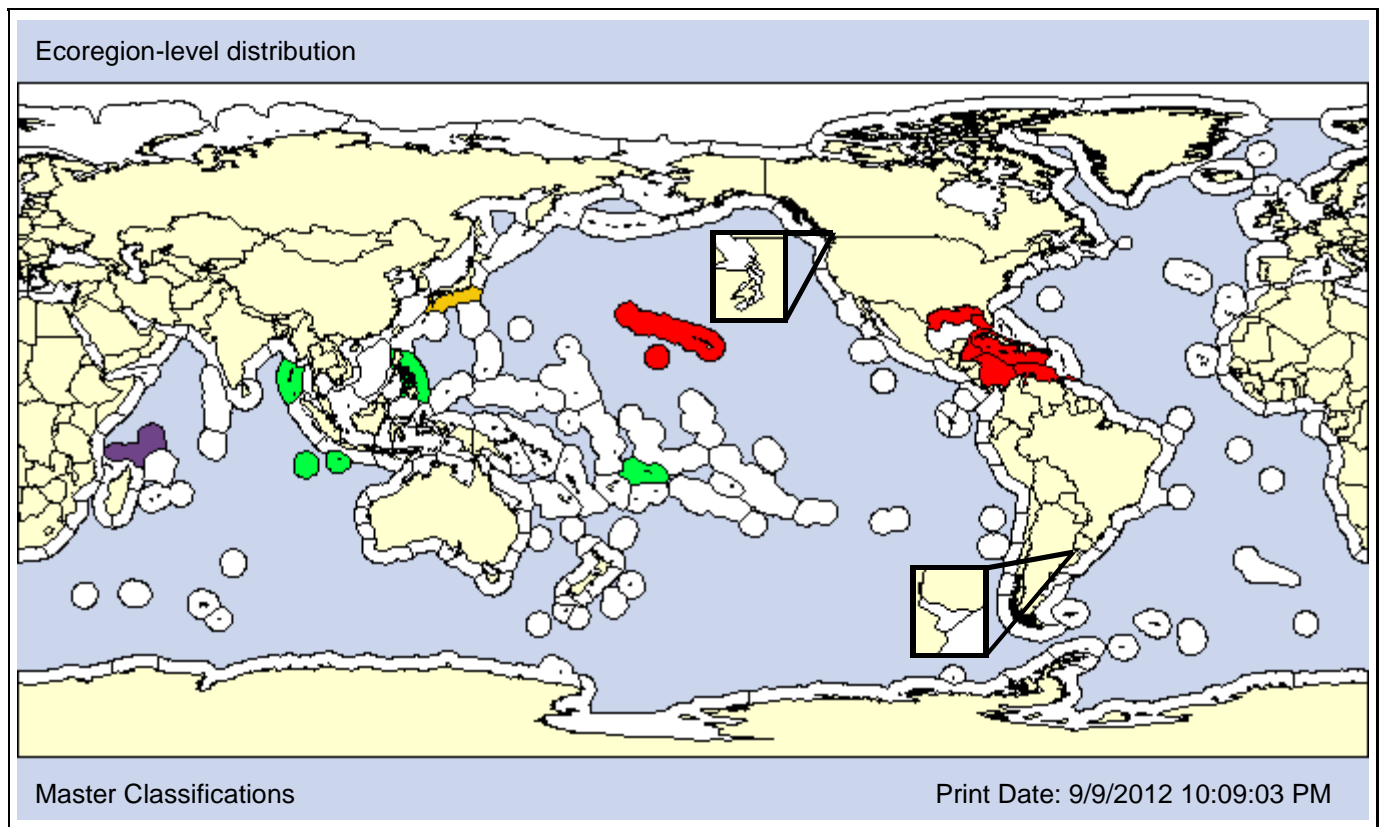 Ecoregion-level distribution
Master Classifications
Print Date: 9/9/2012 10:09:03 PM